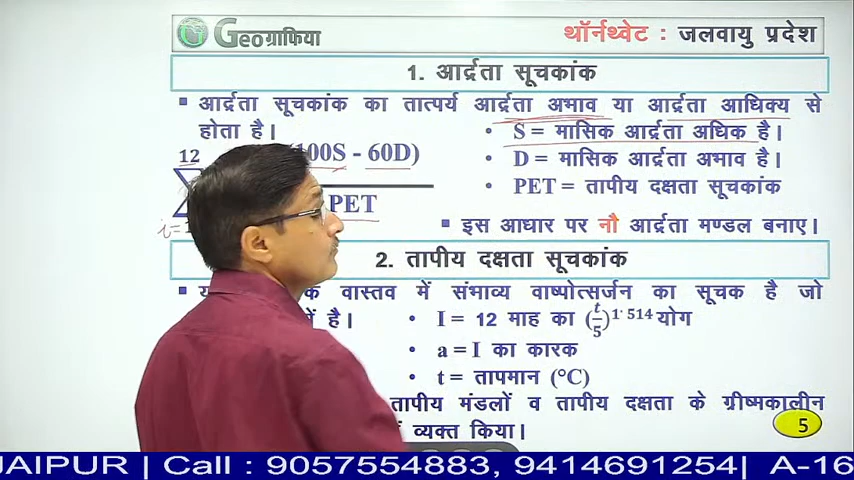 Geoग्राफिया
थॉर्नथ्वेट : जलवायु प्रदेश
1. आर्द्रता सूचकांक
▪ आर्द्रता सूचकांक का तात्पर्य आर्द्रता अभाव या आर्द्रता आधिक्य से
होता है।
• S = मासिक आर्द्रता अधिक है।
12
100S - 60D)
• D = मासिक आर्द्रता अभाव है।
PET
• PET = तापीय दक्षता सूचकांक
i=
▪ इस आधार पर नौ आर्द्रता मण्डल बनाए।
2. तापीय दक्षता सूचकांक
वास्तव में संभाव्य वाष्पोत्सर्जन का सूचक है जो
है।
• I = 12 माह का (t/5)1.514योग
• a = I का कारक
• t = तापमान (°C)
तापीय मंडलों व तापीय दक्षता के ग्रीष्मकालीन
व्यक्त किया।
5
JAIPUR | Call : 9057554883, 9414691254| A-16